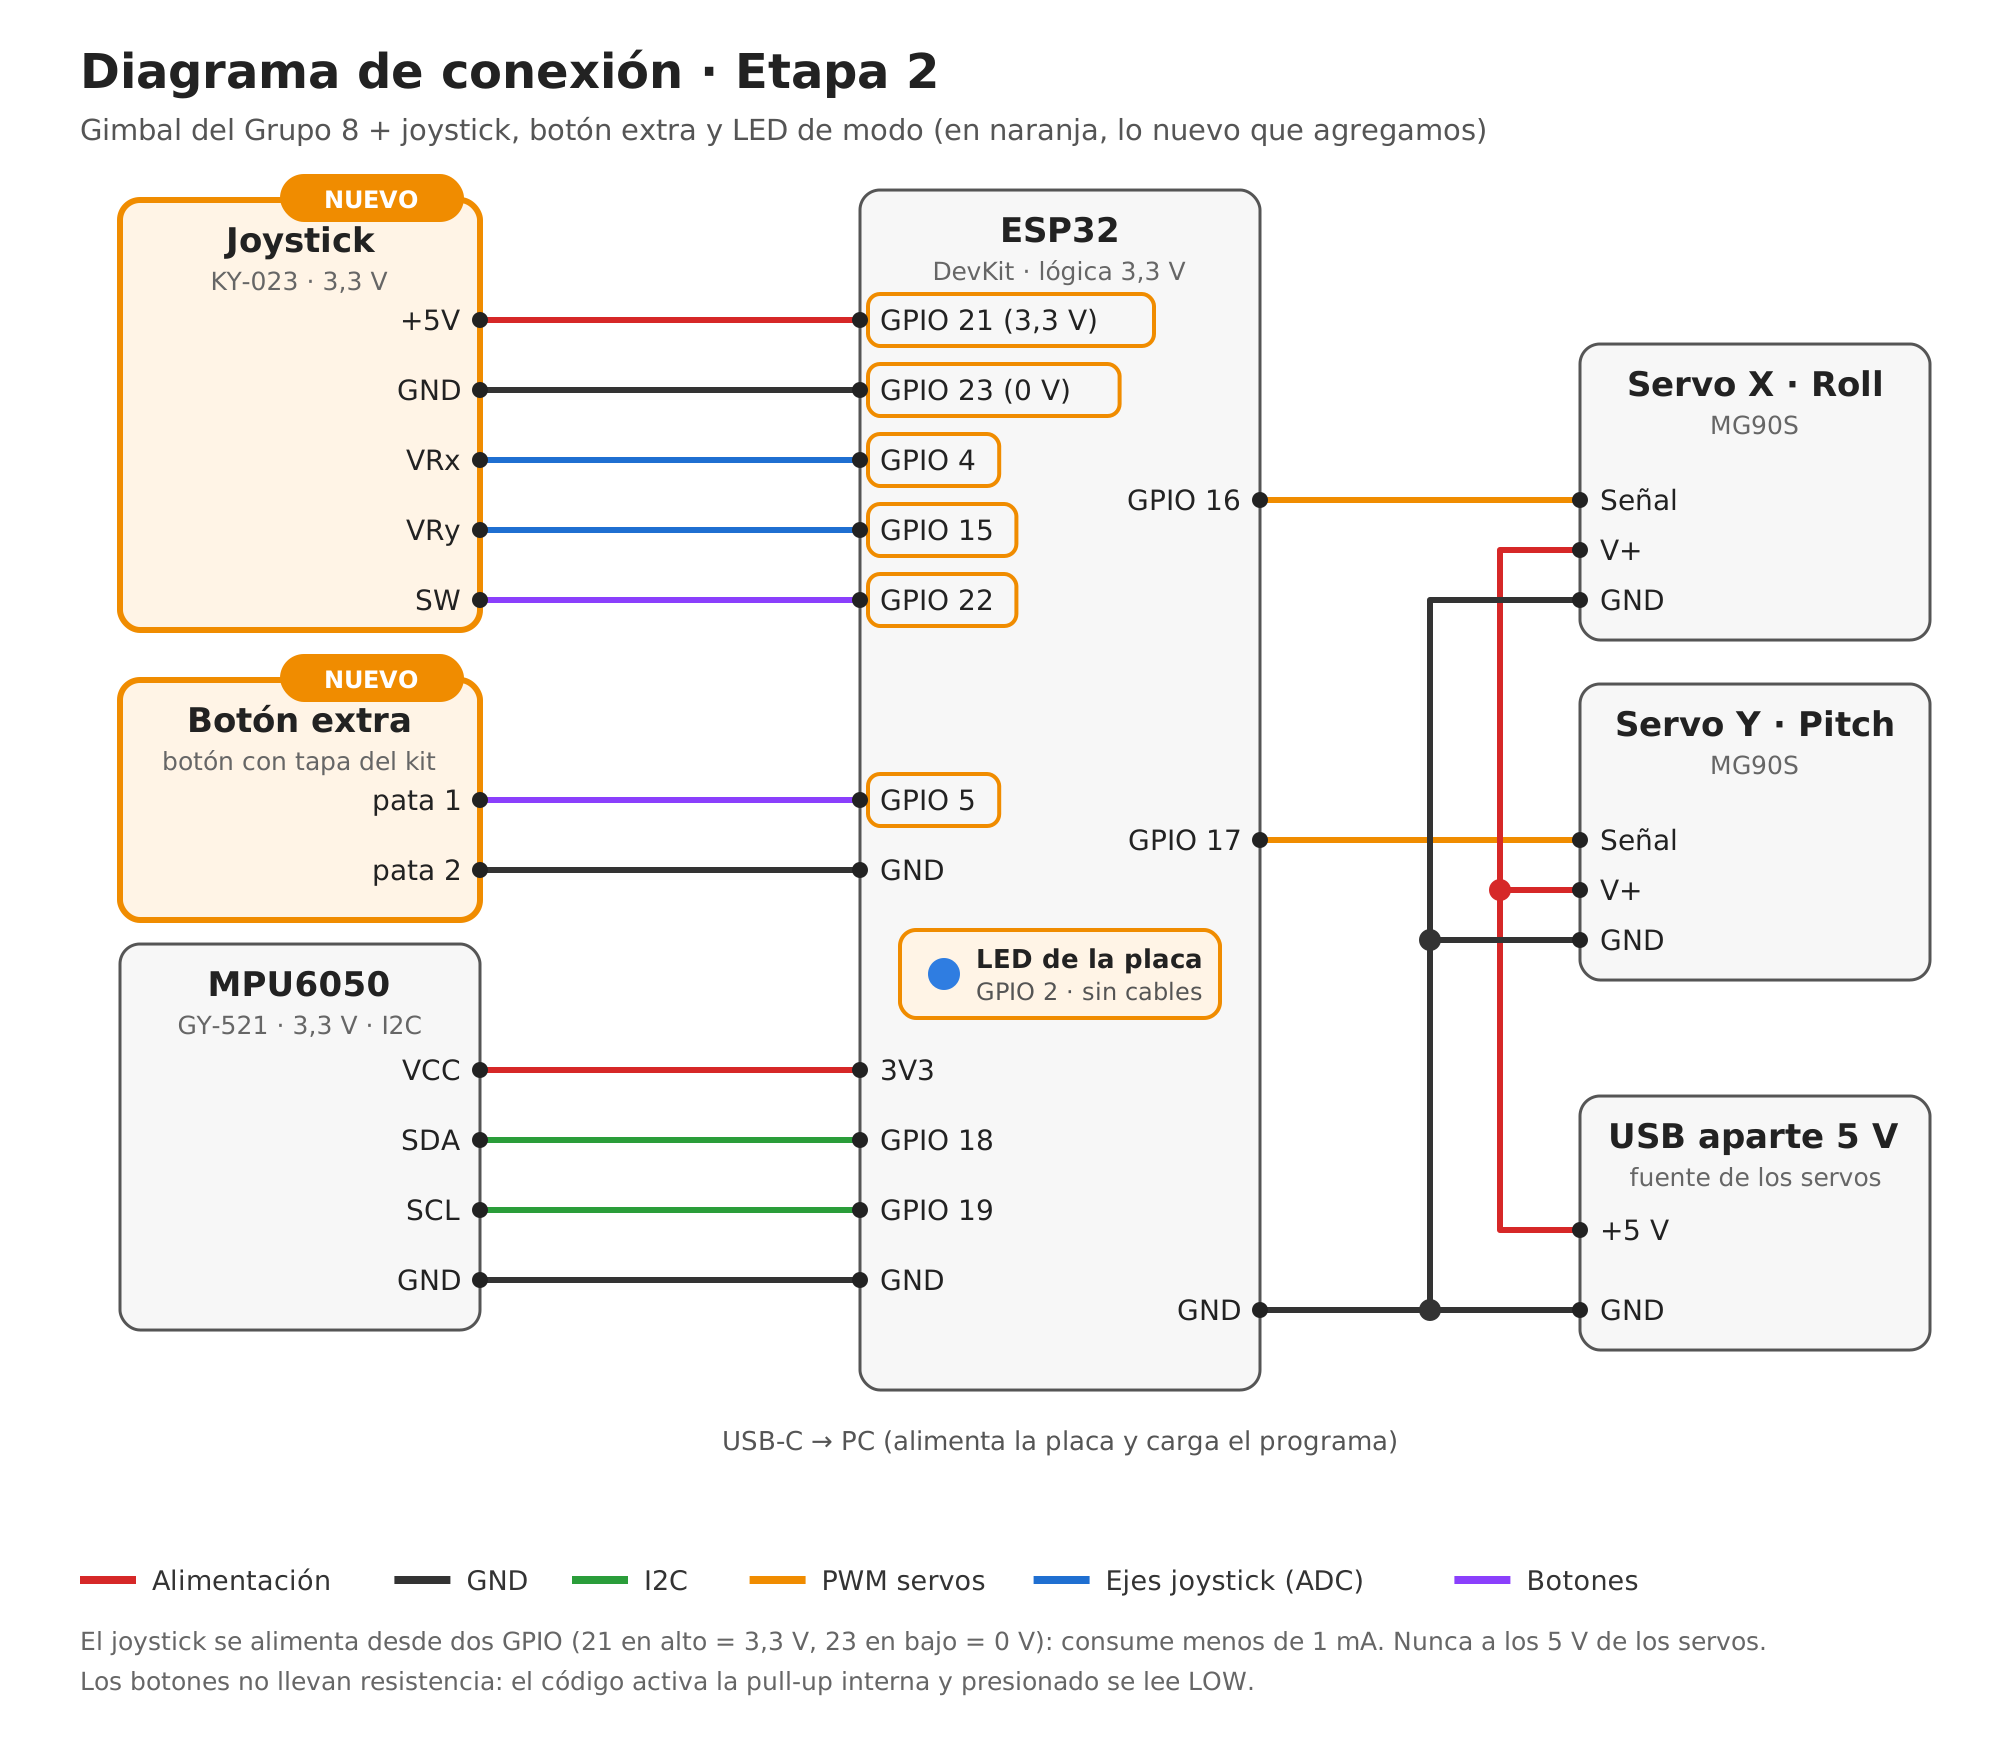 Diagrama de conexión · Etapa 2
Gimbal del Grupo 8 + joystick, botón extra y LED de modo (en naranja, lo nuevo que agregamos)
NUEVO
Joystick
KY-023 · 3,3 V
+5V
GND
VRx
VRy
SW
NUEVO
Botón extra
botón con tapa del kit
pata 1
pata 2
MPU6050
GY-521 · 3,3 V · I2C
VCC
SDA
SCL
GND
ESP32
DevKit · lógica 3,3 V
GPIO 21 (3,3 V)
GPIO 23 (0 V)
GPIO 4
GPIO 15
GPIO 22
GPIO 5
GND
LED de la placa
GPIO 2 · sin cables
3V3
GPIO 18
GPIO 19
GND
GPIO 16
GPIO 17
GND
Servo X · Roll
MG90S
Señal
V+
GND
Servo Y · Pitch
MG90S
Señal
V+
GND
USB aparte 5 V
fuente de los servos
+5 V
GND
USB-C → PC (alimenta la placa y carga el programa)
Alimentación
GND
I2C
PWM servos
Ejes joystick (ADC)
Botones
El joystick se alimenta desde dos GPIO (21 en alto = 3,3 V, 23 en bajo = 0 V): consume menos de 1 mA. Nunca a los 5 V de los servos.
Los botones no llevan resistencia: el código activa la pull-up interna y presionado se lee LOW.